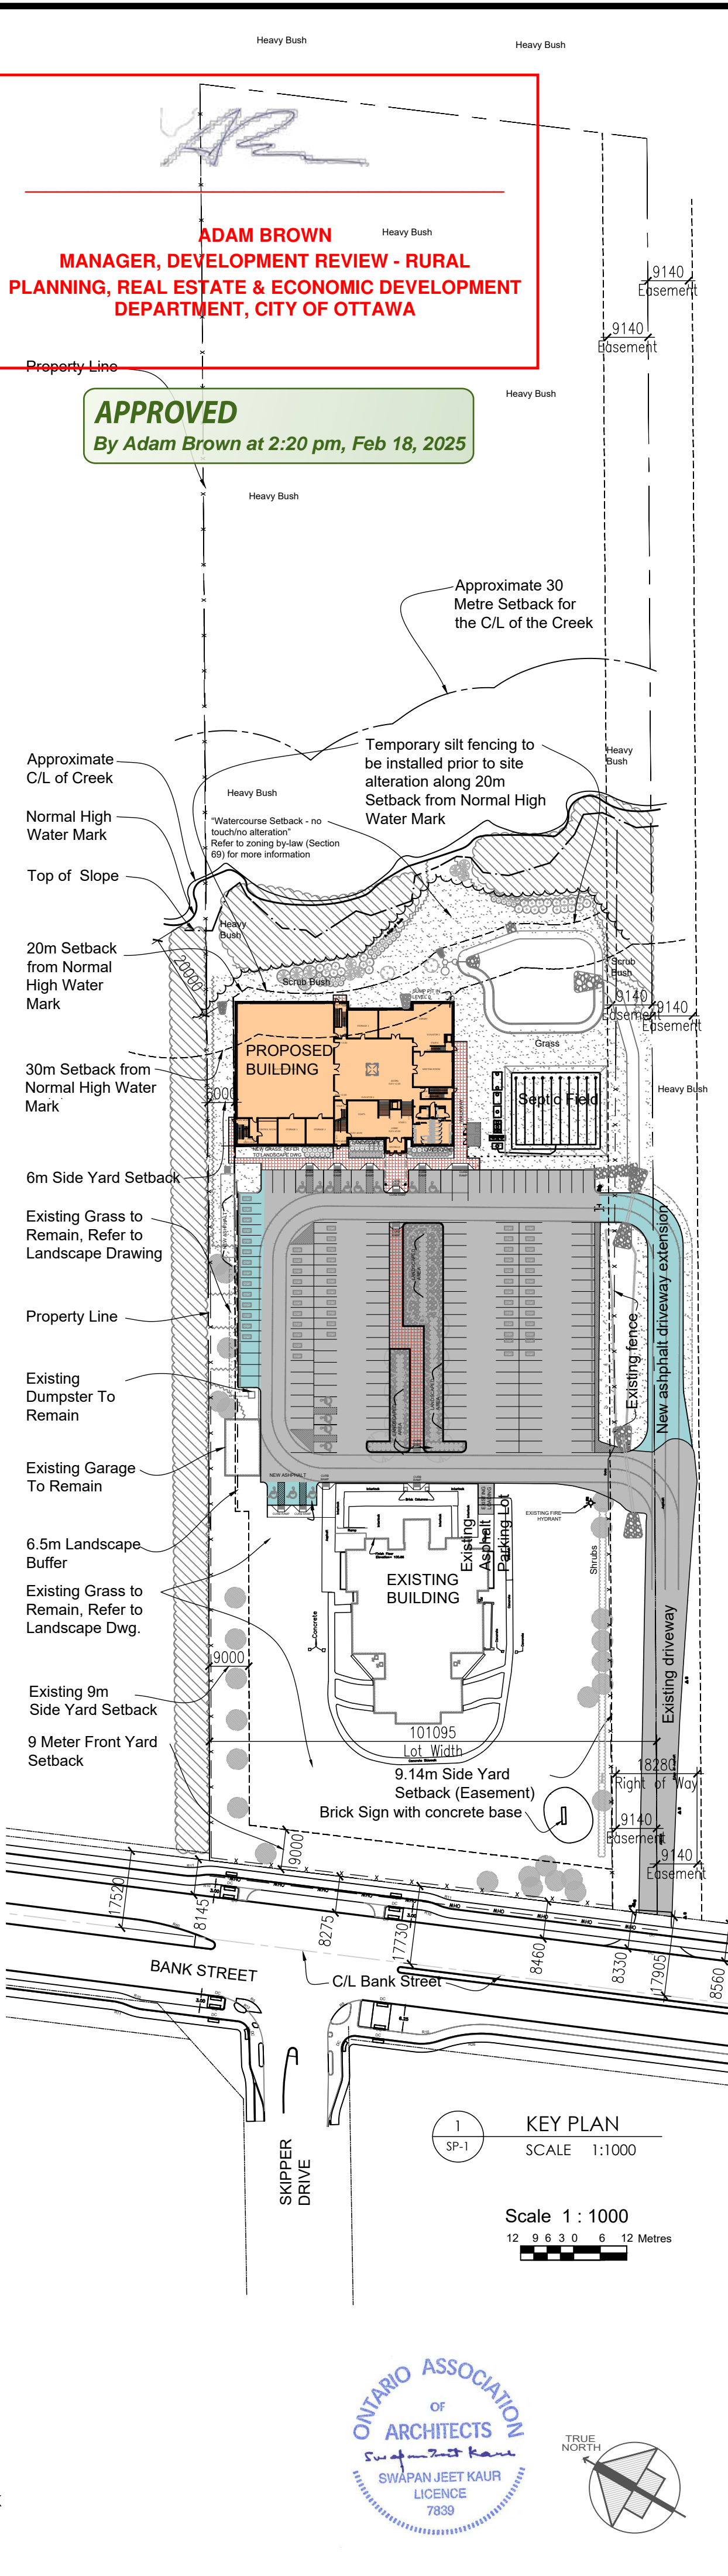 Heavy Bush
Heavy Bush
ADAM BROWN
Heavy Bush
MANAGER, DEVELOPMENT REVIEW - RURAL
PLANNING, REAL ESTATE & ECONOMIC DEVELOPMENT
DEPARTMENT, CITY OF OTTAWA
9140
Easement
9140
Easement
Property Line
APPROVED
By Adam Brown at 2:20 pm, Feb 18, 2025
Heavy Bush
Heavy Bush
Approximate 30
Metre Setback for
the C/L of the Creek
Temporary silt fencing to
be installed prior to site
alteration along 20m
Setback from Normal High
Water Mark
Heavy
Bush
Approximate
C/L of Creek
Heavy Bush
Normal High
Water Mark
"Watercourse Setback - no
touch/no alteration"
Refer to zoning by-law (Section
69) for more information
Top of Slope
Heavy
Bush
20m Setback
from Normal
High Water
Mark
20000
Scrub Bush
Scrub
Bush
9140
Easement
9140
Easement
Grass
PROPOSED
BUILDING
30m Setback from
Normal High Water
Mark
6000
Septic Field
Heavy Bush
6m Side Yard Setback
Existing Grass to
Remain, Refer to
Landscape Drawing
Property Line
Existing fence
New ashphalt driveway extension
Existing
Dumpster To
Remain
Existing Garage
To Remain
NEW ASPHALT
EXISTING FIRE
HYDRANT
Existing
Asphalt
Parking Lot
6.5m Landscape
Buffer
EXISTING
BUILDING
Shrubs
Existing Grass to
Remain, Refer to
Landscape Dwg.
Concrete
Existing driveway
9000
Existing 9m
Side Yard Setback
101095
Lot Width
9 Meter Front Yard
Setback
9.14m Side Yard
Setback (Easement)
18280
Right of Way
Brick Sign with concrete base
9140
Easement
9140
Easement
9000
17520
8145
8275
17730
8460
8330
17905
8560
BANK STREET
C/L Bank Street
SKIPPER
DRIVE
1
SP-1
KEY PLAN
SCALE 1:1000
Scale 1 : 1000
12 9 6 3 0 6 12 Metres
ONTARIO ASSOCIATION
OF
ARCHITECTS
SWAPAN JEET KAUR
LICENCE
7839
TRUE
NORTH